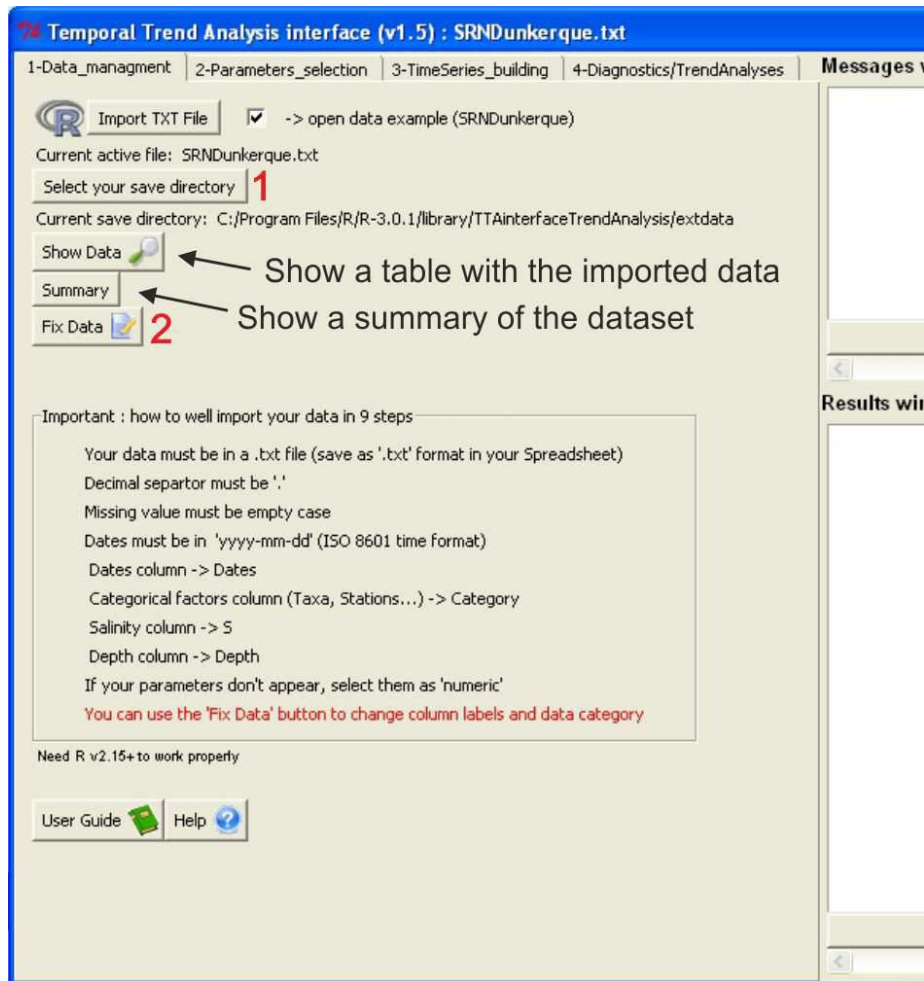 Temporal Trend Analysis interface (v1.5) : SRNDunkerque.txt
1-Data_managment 2-Parameters_selection 3-TimeSeries_building 4-Diagnostics/TrendAnalyses Messages
R Import TXT File -> open data example (SRNDunkerque)
Current active file: SRNDunkerque.txt
Select your save directory 1
Current save directory: C:/Program Files/R/R-3.0.1/library/TTAinterfaceTrendAnalysis/extdata
Show Data
Show a table with the imported data
Summary
Show a summary of the dataset
Fix Data 2
Results
Important : how to well import your data in 9 steps
Your data must be in a .txt file (save as '.txt' format in your Spreadsheet)
Decimal separtor must be '.'
Missing value must be empty case
Dates must be in 'yyyy-mm-dd' (ISO 8601 time format)
Dates column -> Dates
Categorical factors column (Taxa, Stations...) -> Category
Salinity column -> S
Depth column -> Depth
If your parameters don't appear, select them as 'numeric'
You can use the 'Fix Data' button to change column labels and data category
Need R v2.15+ to work properly
User Guide Help ?